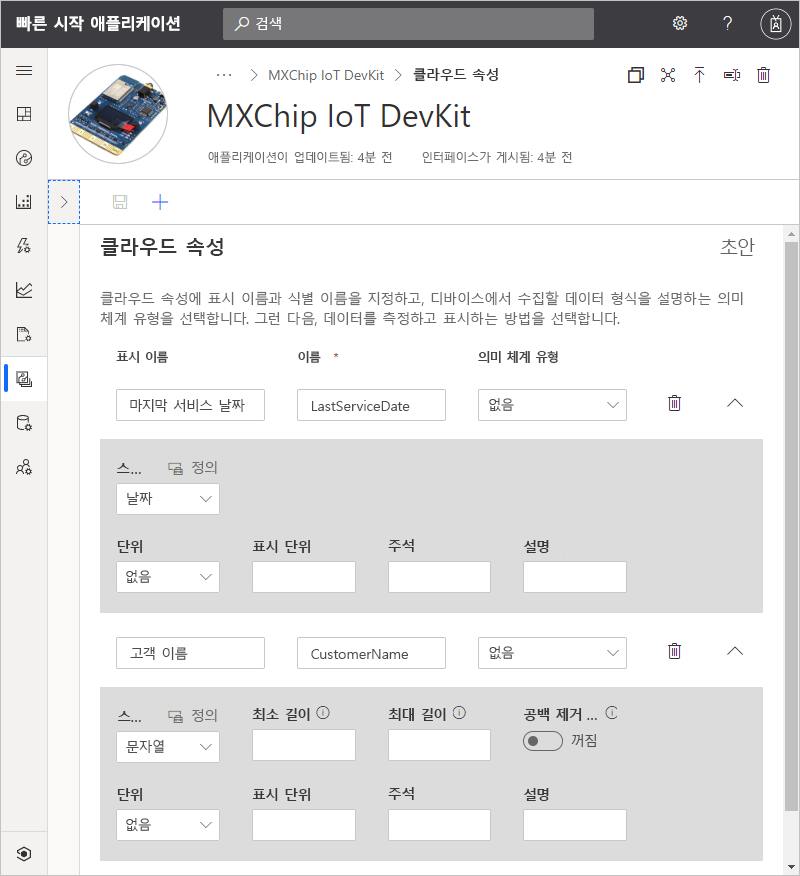 빠른 시작 애플리케이션
검색
?
··· > MXChip IoT DevKit > 클라우드 속성
MXChip IoT DevKit
애플리케이션이 업데이트됨: 4분 전 인터페이스가 게시됨: 4분 전
클라우드 속성
초안
클라우드 속성에 표시 이름과 식별 이름을 지정하고, 디바이스에서 수집할 데이터 형식을 설명하는 의미
체계 유형을 선택합니다. 그런 다음, 데이터를 측정하고 표시하는 방법을 선택합니다.
표시 이름 이름 * 의미 체계 유형
마지막 서비스 날짜 LastServiceDate 없음
스... 정의
날짜
단위 표시 단위 주석 설명
없음
고객 이름 CustomerName 없음
스... 정의 최소 길이 최대 길이 공백 제거 ...
문자열 꺼짐
단위 표시 단위 주석 설명
없음